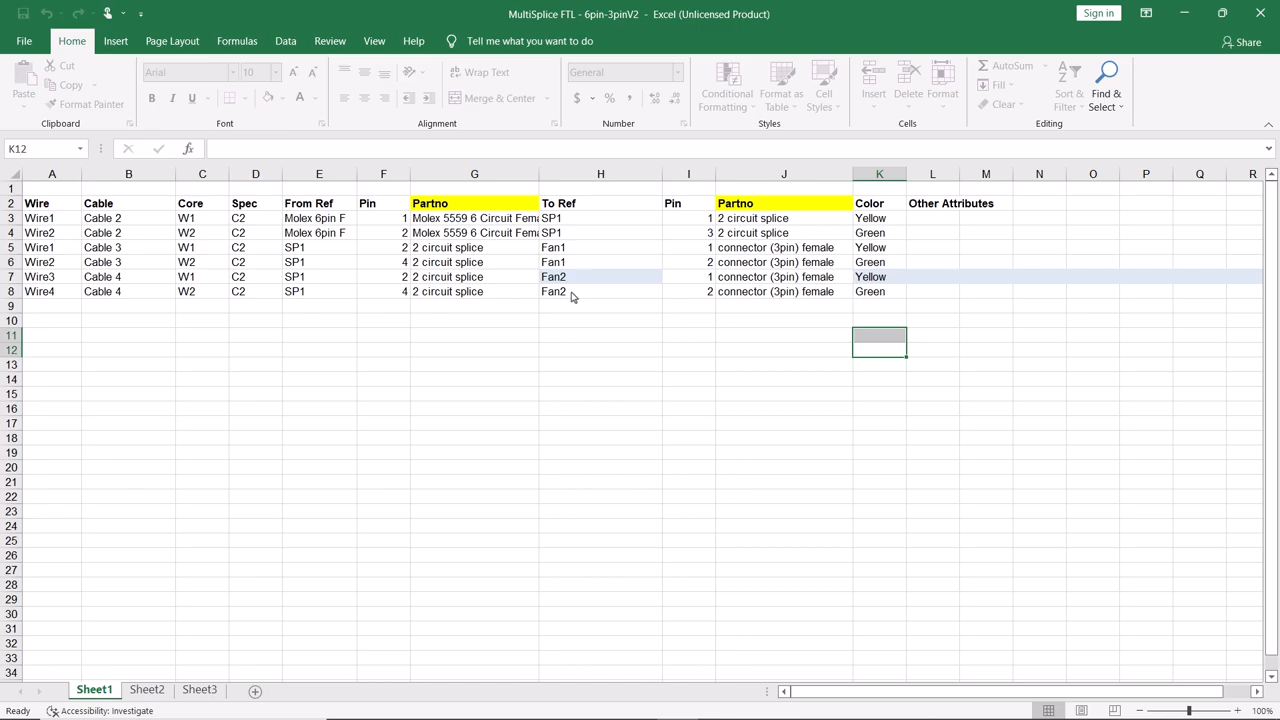 MultiSplice FTL - 6pin-3pinV2 - Excel (Unlicensed Product)
Sign in
File Home Insert Page Layout Formulas Data Review View Help Tell me what you want to do Share
Paste Cut Copy Format Painter Clipboard
Arial 10 A A B I U A Font
Wrap Text Merge & Center Alignment
General $ % , Number
Conditional Formatting Format as Table Cell Styles Styles
Insert Delete Format Cells
AutoSum Fill Clear Sort & Filter Find & Select Editing
K12 fx
A B C D E F G H I J K L M N O P Q R
1
2 Wire Cable Core Spec From Ref Pin Partno To Ref Pin Partno Color Other Attributes
3 Wire1 Cable 2 W1 C2 Molex 6pin F 1 Molex 5559 6 Circuit Fema SP1 1 2 circuit splice Yellow
4 Wire2 Cable 2 W2 C2 Molex 6pin F 2 Molex 5559 6 Circuit Fema SP1 3 2 circuit splice Green
5 Wire1 Cable 3 W1 C2 SP1 2 2 circuit splice Fan1 1 connector (3pin) female Yellow
6 Wire2 Cable 3 W2 C2 SP1 4 2 circuit splice Fan1 2 connector (3pin) female Green
7 Wire3 Cable 4 W1 C2 SP1 2 2 circuit splice Fan2 1 connector (3pin) female Yellow
8 Wire4 Cable 4 W2 C2 SP1 4 2 circuit splice Fan2 2 connector (3pin) female Green
9
10
11
12
13
14
15
16
17
18
19
20
21
22
23
24
25
26
27
28
29
30
31
32
33
34
Sheet1 Sheet2 Sheet3
Ready Accessibility: Investigate 100%